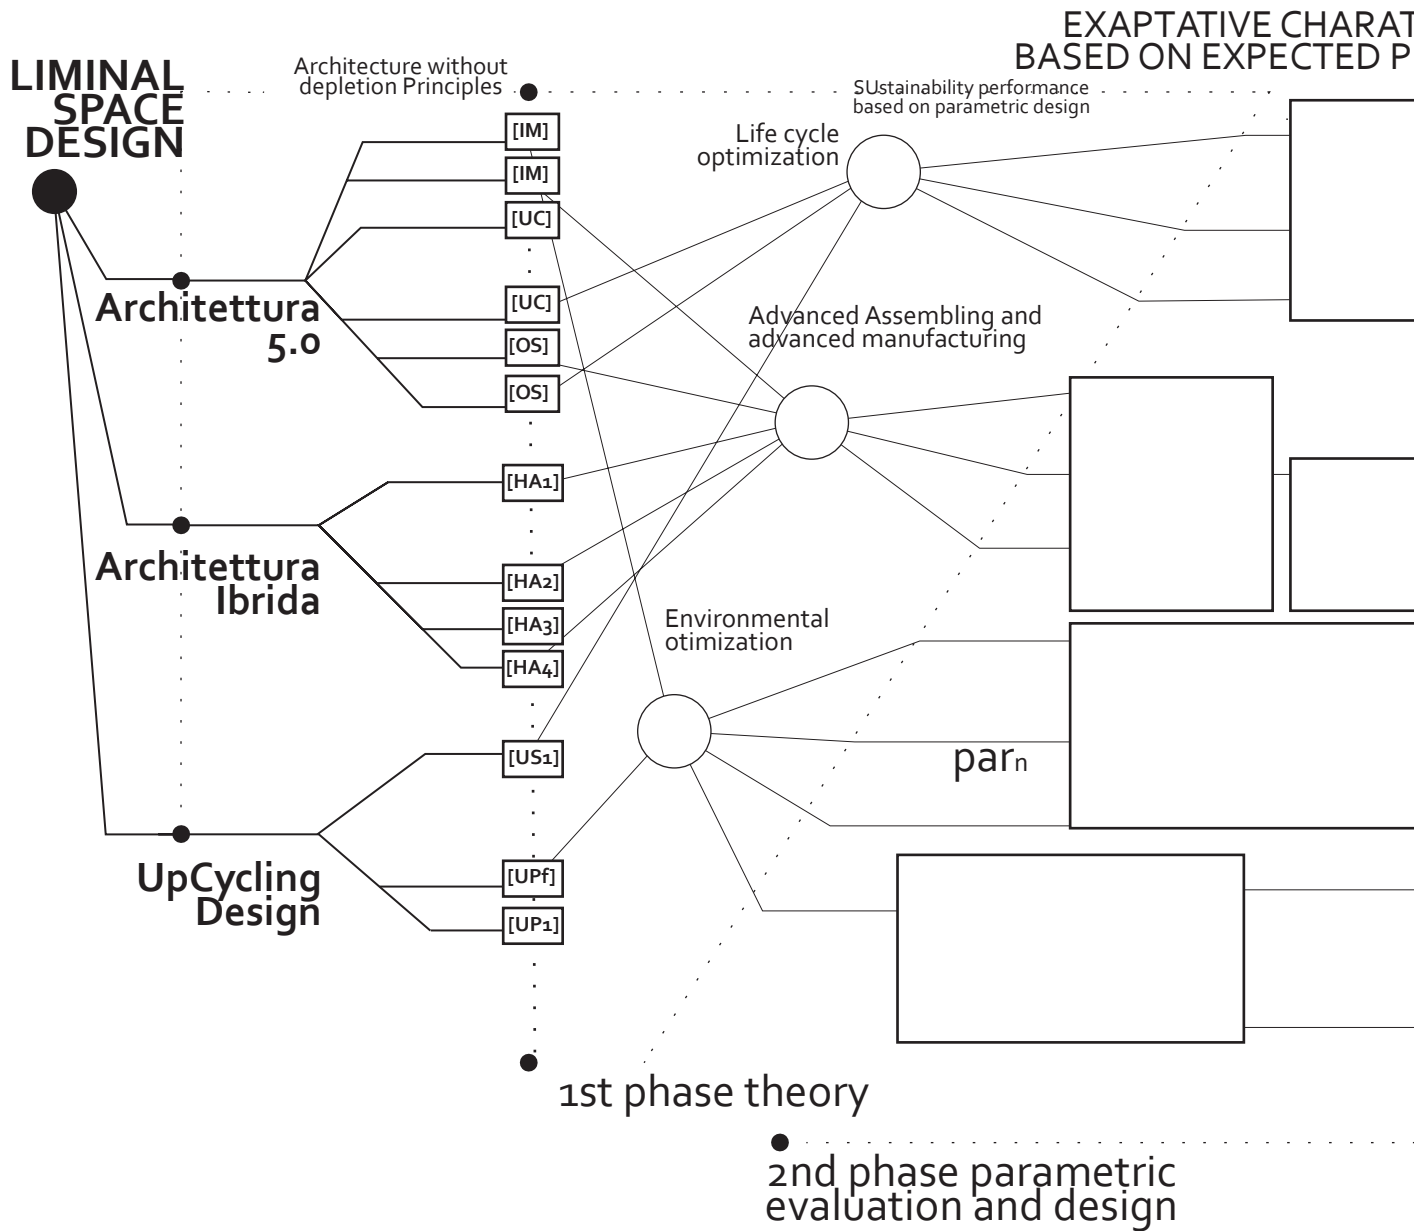 EXAPTATIVE CHARAT
BASED ON EXPECTED P
LIMINAL
SPACE
DESIGN
Architecture without
depletion Principles
SUstainability performance
based on parametric design
Life cycle
optimization
[IM]
[IM]
[UC]
[UC]
[OS]
[OS]
Architettura
5.0
Advanced Assembling and
advanced manufacturing
[HA1]
[HA2]
[HA3]
[HA4]
Architettura
Ibrida
Environmental
otimization
[US1]
parn
[UPf]
[UP1]
UpCycling
Design
1st phase theory
2nd phase parametric
evaluation and design